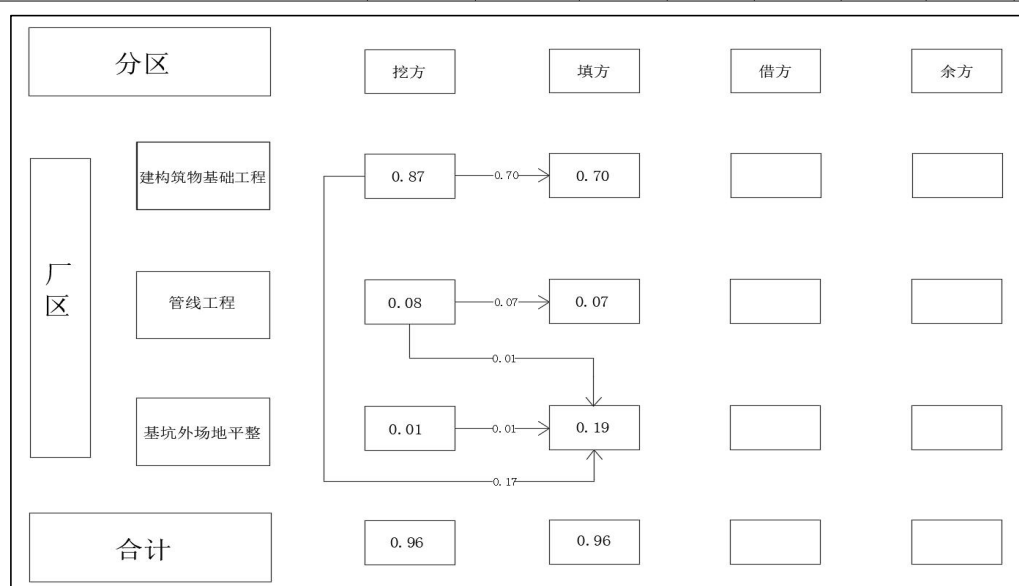 分区
挖方
填方
借方
余方
厂区
建构筑物基础工程
0.87
0.70
0.70
管线工程
0.08
0.07
0.07
0.01
基坑外场地平整
0.01
0.01
0.19
0.17
合计
0.96
0.96